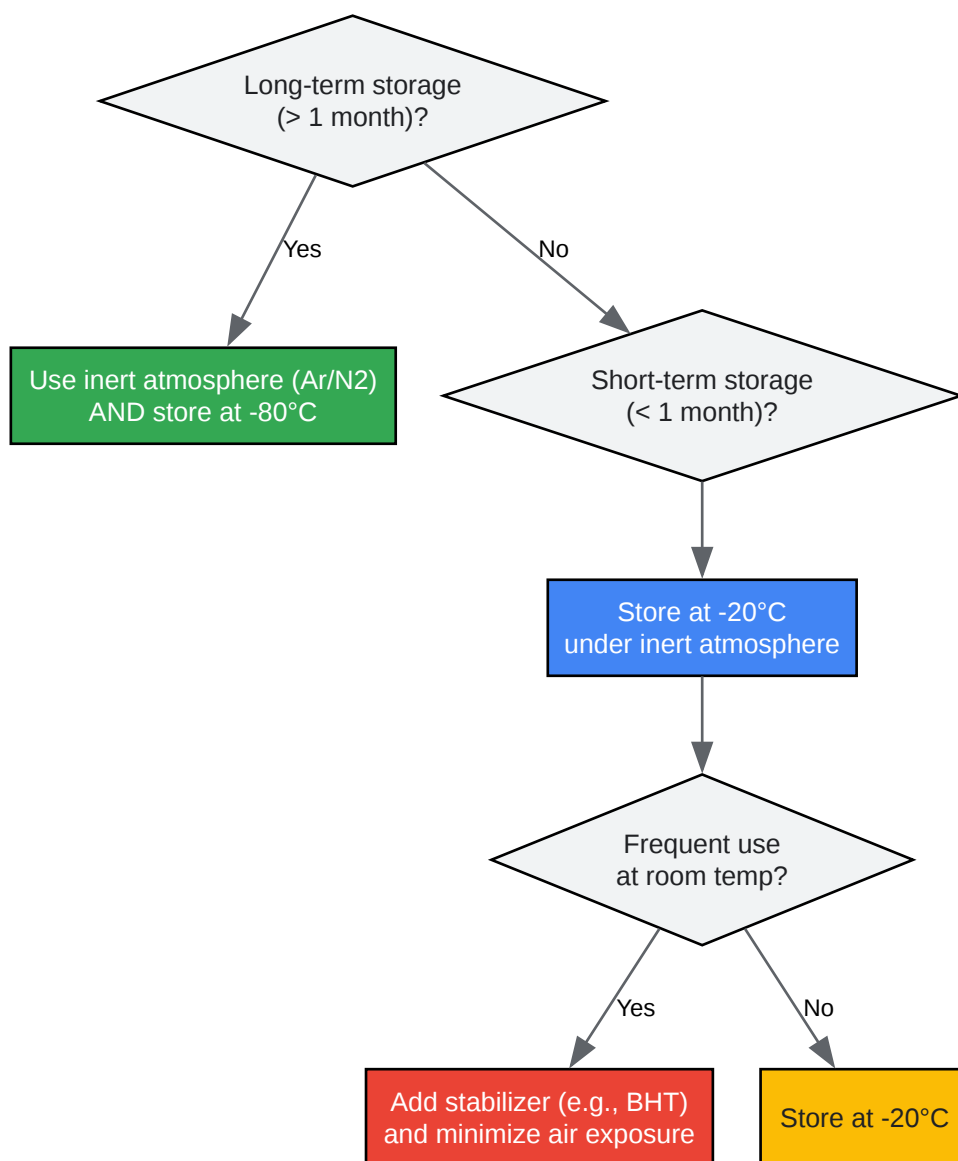 Long-term storage
(> 1 month)?
Yes
No
Use inert atmosphere (Ar/N2)
AND store at -80°C
Short-term storage
(< 1 month)?
Store at -20°C
under inert atmosphere
Frequent use
at room temp?
Yes
No
Add stabilizer (e.g., BHT)
and minimize air exposure
Store at -20°C